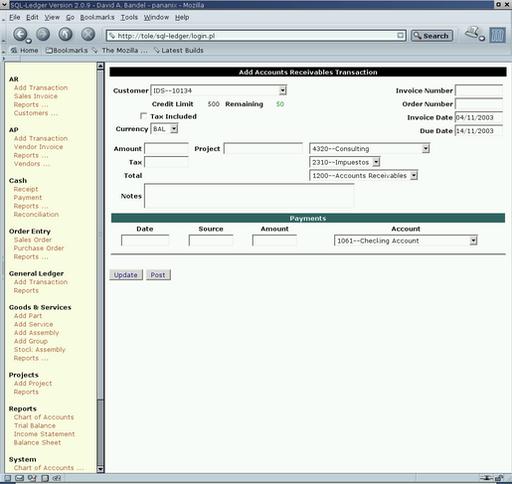 SQL-Ledger Version 2.0.9 - David A. Bandel - pananix - Mozilla
File Edit View Go Bookmarks Tools Window Help
http://tole/sql-ledger/login.pl Search
Home Bookmarks The Mozilla ... Latest Builds
AR
Add Transaction
Sales Invoice
Reports ...
Customers ...
AP
Add Transaction
Vendor Invoice
Reports ...
Vendors ...
Cash
Receipt
Payment
Reports ...
Reconciliation
Order Entry
Sales Order
Purchase Order
Reports ...
General Ledger
Add Transaction
Reports
Goods & Services
Add Part
Add Service
Add Assembly
Add Group
Stock Assembly
Reports ...
Projects
Add Project
Reports
Reports
Chart of Accounts
Trial Balance
Income Statement
Balance Sheet
System
Chart of Accounts ...
Add Accounts Receivables Transaction
Customer IDS--10134 Invoice Number
Credit Limit 500 Remaining 50 Order Number
Tax Included Invoice Date 04/11/2003
Currency BAL Due Date 14/11/2003
Amount Project 4320--Consulting
Tax 2310--Impuestos
Total 1200--Accounts Receivables
Notes
Payments
Date Source Amount Account
1061--Checking Account
Update Post